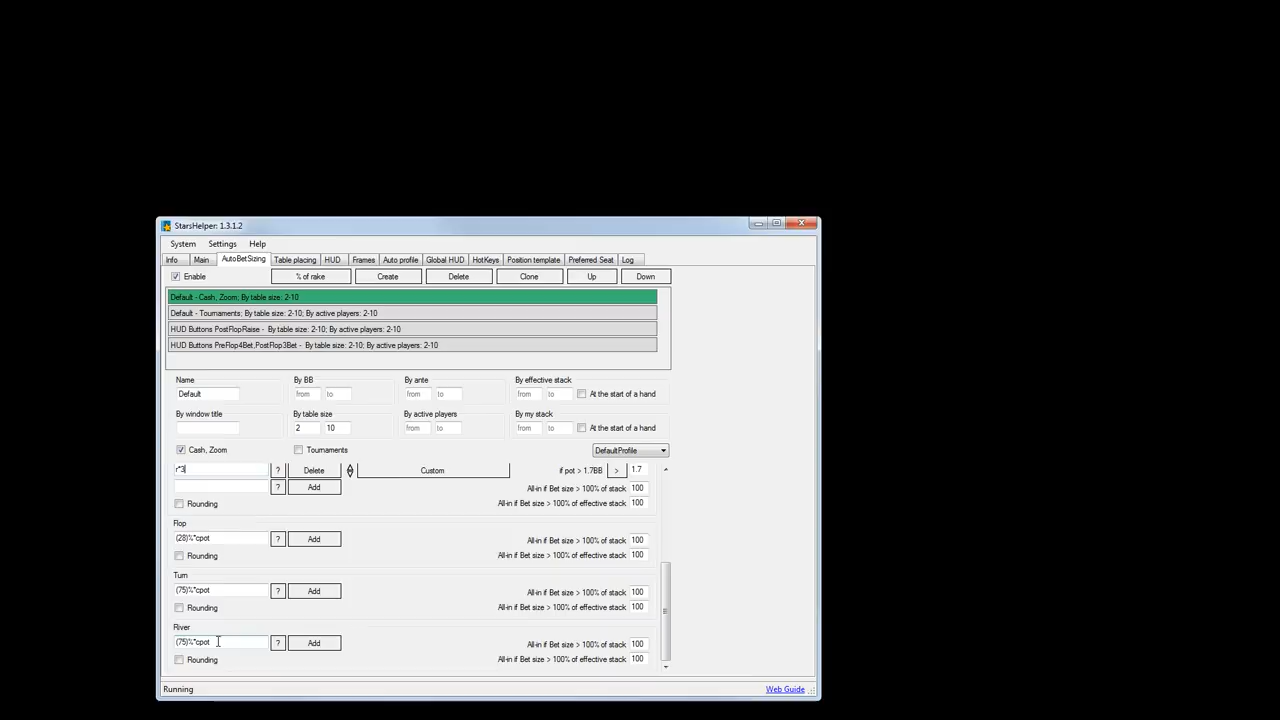 StarsHelper: 1.3.1.2
System Settings Help
Info Main AutoBetSizing Table placing HUD Frames Auto profile Global HUD HotKeys Position template Preferred Seat Log
Enable % of rake Create Delete Clone Up Down
Default - Cash, Zoom; By table size: 2-10
Default - Tournaments; By table size: 2-10; By active players: 2-10
HUD Buttons PostFlopRaise - By table size: 2-10; By active players: 2-10
HUD Buttons PreFlop4Bet,PostFlop3Bet - By table size: 2-10; By active players: 2-10
Name By BB By ante By effective stack
Default from to from to from to At the start of a hand
By window title By table size By active players By my stack
2 10 from to from to At the start of a hand
Cash, Zoom Tournaments DefaultProfile
r*3 ? Delete Custom if pot > 1.7BB > 1.7
? Add All-in if Bet size > 100% of stack 100
Rounding All-in if Bet size > 100% of effective stack 100
Flop
(28)%*cpot ? Add All-in if Bet size > 100% of stack 100
Rounding All-in if Bet size > 100% of effective stack 100
Turn
(75)%*cpot ? Add All-in if Bet size > 100% of stack 100
Rounding All-in if Bet size > 100% of effective stack 100
River
(75)%*cpot ? Add All-in if Bet size > 100% of stack 100
Rounding All-in if Bet size > 100% of effective stack 100
Running Web Guide